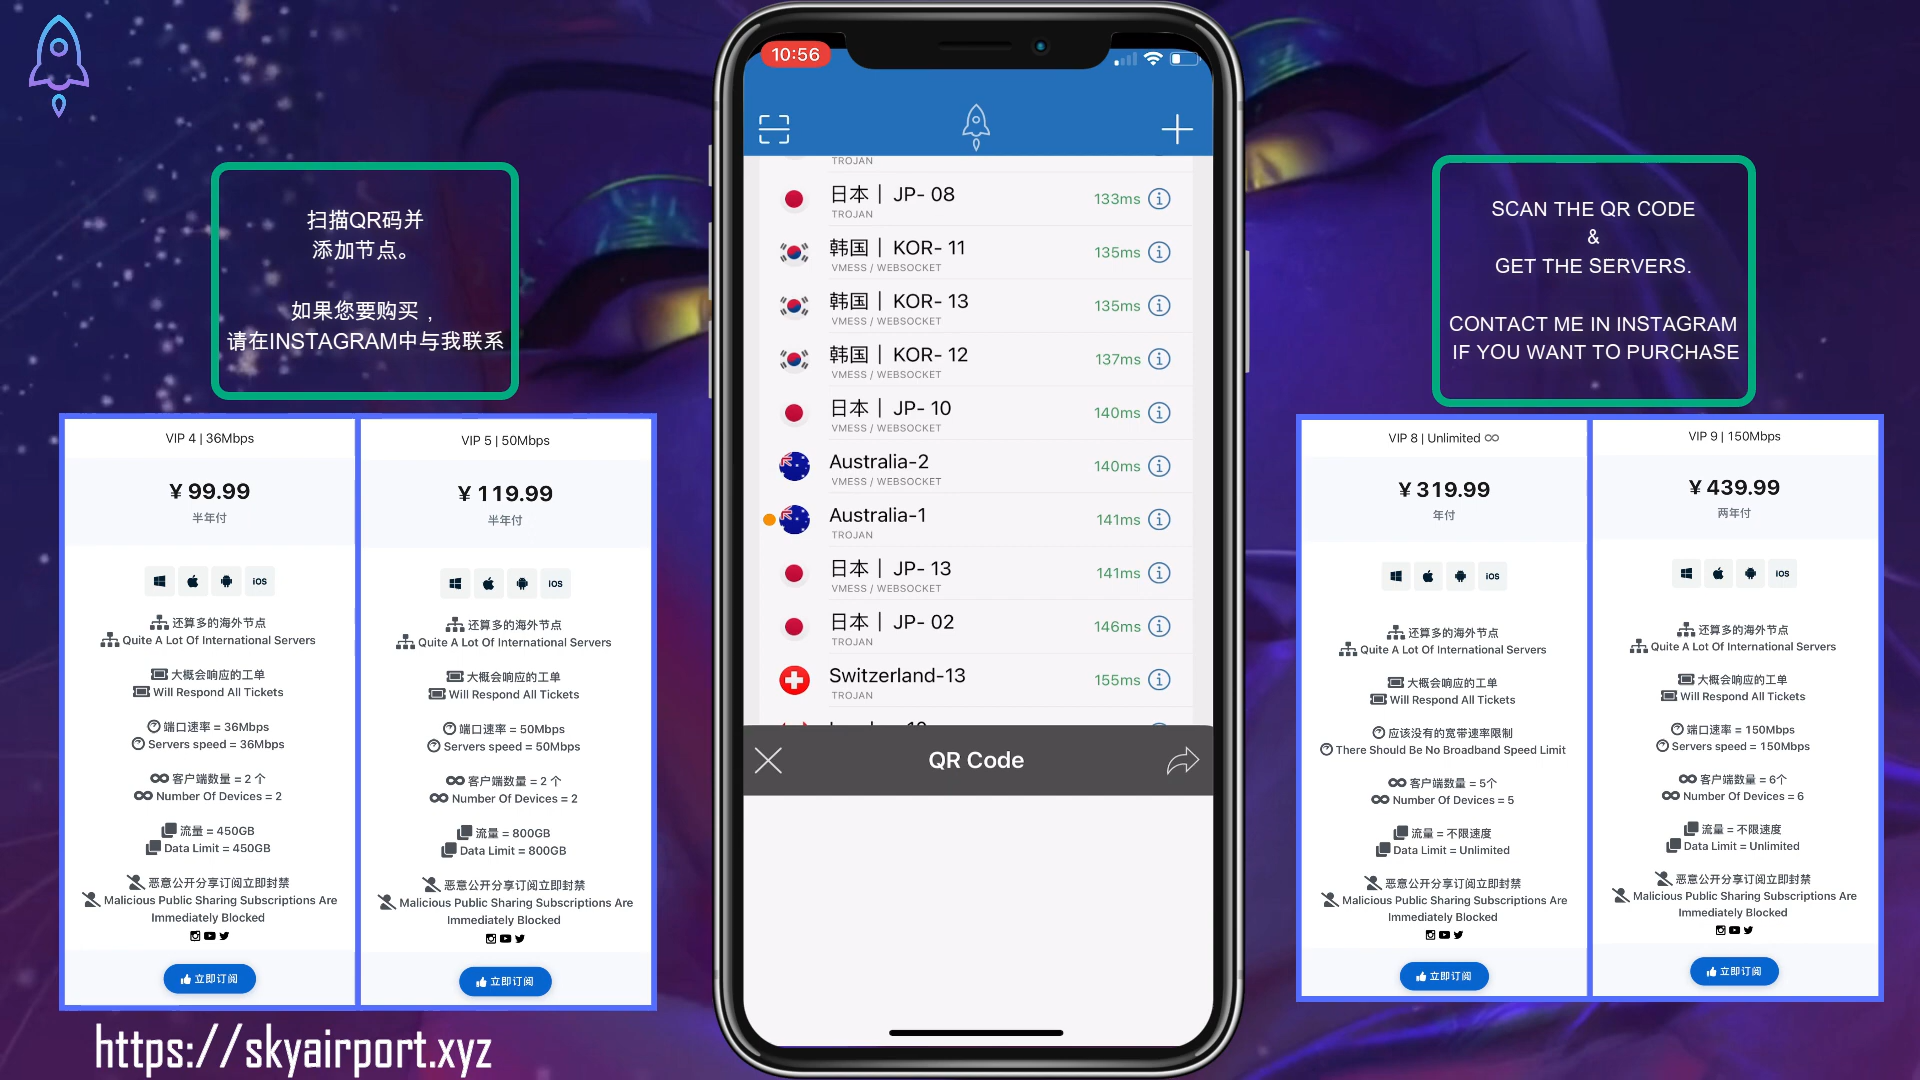 扫描QR码并
添加节点。
如果您要购买，
请在INSTAGRAM中与我联系
VIP 4 | 36Mbps
¥ 99.99
半年付
iOS
还算多的海外节点
Quite A Lot Of International Servers
大概会响应的工单
Will Respond All Tickets
端口速率 = 36Mbps
Servers speed = 36Mbps
客户端数量 = 2 个
Number Of Devices = 2
流量 = 450GB
Data Limit = 450GB
恶意公开分享订阅立即封禁
Malicious Public Sharing Subscriptions Are
Immediately Blocked
立即订阅
VIP 5 | 50Mbps
¥ 119.99
半年付
iOS
还算多的海外节点
Quite A Lot Of International Servers
大概会响应的工单
Will Respond All Tickets
端口速率 = 50Mbps
Servers speed = 50Mbps
客户端数量 = 2 个
Number Of Devices = 2
流量 = 800GB
Data Limit = 800GB
恶意公开分享订阅立即封禁
Malicious Public Sharing Subscriptions Are
Immediately Blocked
立即订阅
https://skyairport.xyz
10:56
TROJAN
日本｜ JP- 08
133ms
TROJAN
韩国｜ KOR- 11
135ms
VMESS / WEBSOCKET
韩国｜ KOR- 13
135ms
VMESS / WEBSOCKET
韩国｜ KOR- 12
137ms
VMESS / WEBSOCKET
日本｜ JP- 10
140ms
VMESS / WEBSOCKET
Australia-2
140ms
VMESS / WEBSOCKET
Australia-1
141ms
TROJAN
日本｜ JP- 13
141ms
VMESS / WEBSOCKET
日本｜ JP- 02
146ms
TROJAN
Switzerland-13
155ms
TROJAN
QR Code
SCAN THE QR CODE
&
GET THE SERVERS.
CONTACT ME IN INSTAGRAM
IF YOU WANT TO PURCHASE
VIP 8 | Unlimited ∞
¥ 319.99
年付
iOS
还算多的海外节点
Quite A Lot Of International Servers
大概会响应的工单
Will Respond All Tickets
应该没有的宽带速率限制
There Should Be No Broadband Speed Limit
客户端数量 = 5个
Number Of Devices = 5
流量 = 不限速度
Data Limit = Unlimited
恶意公开分享订阅立即封禁
Malicious Public Sharing Subscriptions Are
Immediately Blocked
立即订阅
VIP 9 | 150Mbps
¥ 439.99
两年付
iOS
还算多的海外节点
Quite A Lot Of International Servers
大概会响应的工单
Will Respond All Tickets
端口速率 = 150Mbps
Servers speed = 150Mbps
客户端数量 = 6个
Number Of Devices = 6
流量 = 不限速度
Data Limit = Unlimited
恶意公开分享订阅立即封禁
Malicious Public Sharing Subscriptions Are
Immediately Blocked
立即订阅